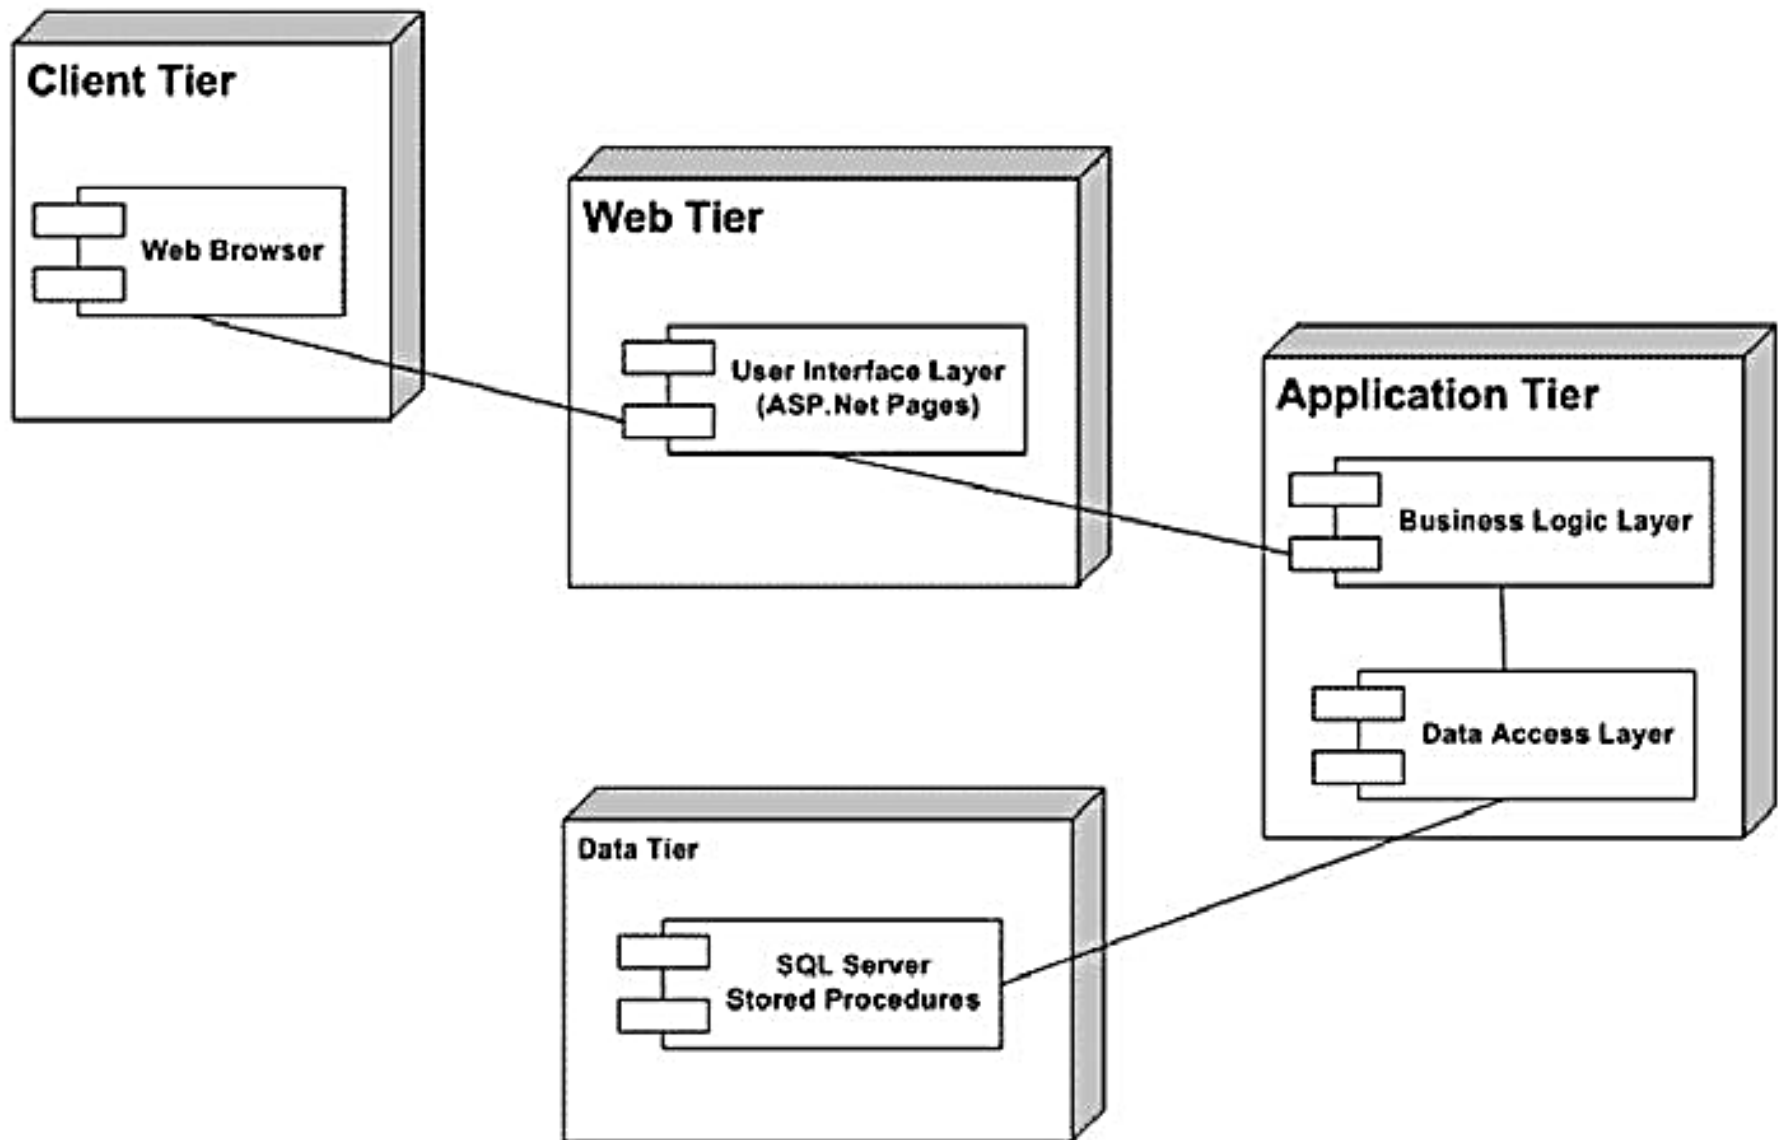 Client Tier
Web Browser
Web Tier
User Interface Layer
(ASP.Net Pages)
Application Tier
Business Logic Layer
Data Access Layer
Data Tier
SQL Server
Stored Procedures